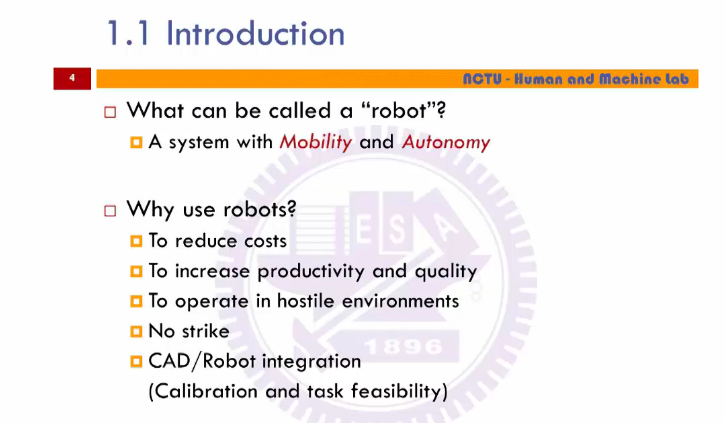 1.1 Introduction
4
NCTU - Human and Machine Lab
What can be called a “robot”?
A system with Mobility and Autonomy
Why use robots?
To reduce costs
To increase productivity and quality
To operate in hostile environments
No strike
CAD/Robot integration
(Calibration and task feasibility)
ESA
1896